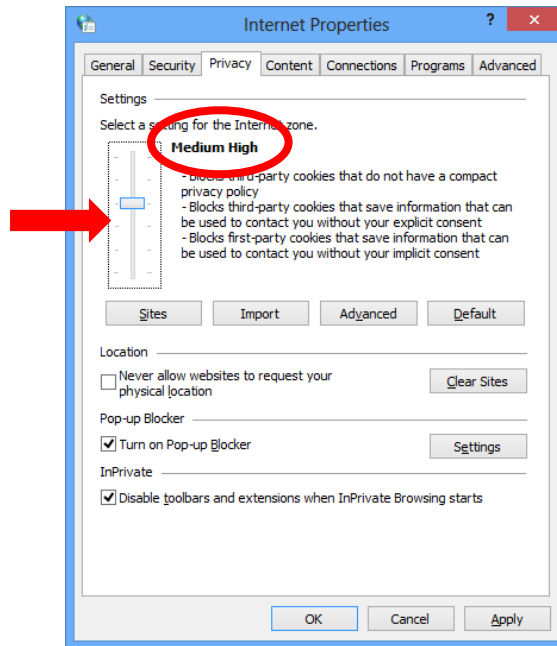 Internet Properties
?
×
General Security Privacy Content Connections Programs Advanced
Settings
Select a setting for the Internet zone.
Medium High
- Blocks third-party cookies that do not have a compact
privacy policy
- Blocks third-party cookies that save information that can
be used to contact you without your explicit consent
- Blocks first-party cookies that save information that can
be used to contact you without your implicit consent
Sites Import Advanced Default
Location
Never allow websites to request your
physical location
Clear Sites
Pop-up Blocker
Turn on Pop-up Blocker
Settings
InPrivate
Disable toolbars and extensions when InPrivate Browsing starts
OK Cancel Apply